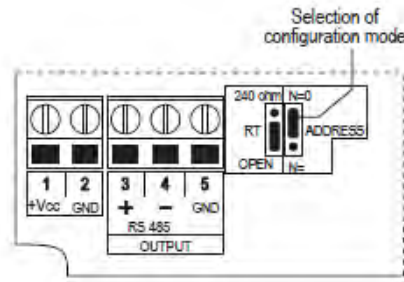 Selection of
configuration mode
240 ohm N=0
RT ADDRESS
OPEN N=
1 2 3 4 5
+Vcc GND + - GND
RS 485
OUTPUT